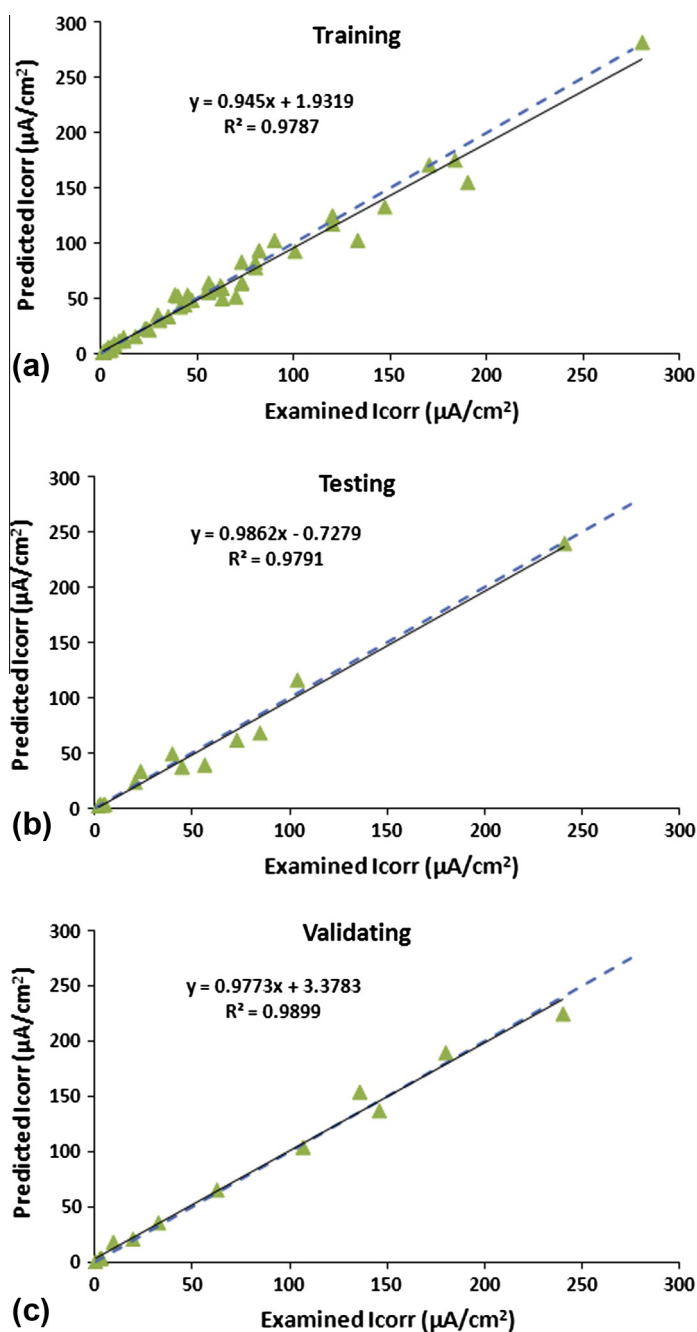 Training
y = 0.945x + 1.9319
R² = 0.9787
Predicted Icorr (µA/cm²)
300
250
200
150
100
50
0
0 50 100 150 200 250 300
(a)
Examined Icorr (µA/cm²)
Testing
y = 0.9862x - 0.7279
R² = 0.9791
Predicted Icorr (µA/cm²)
300
250
200
150
100
50
0
0 50 100 150 200 250 300
(b)
Examined Icorr (µA/cm²)
Validating
y = 0.9773x + 3.3783
R² = 0.9899
Predicted Icorr (µA/cm²)
300
250
200
150
100
50
0
0 50 100 150 200 250 300
(c)
Examined Icorr (µA/cm²)